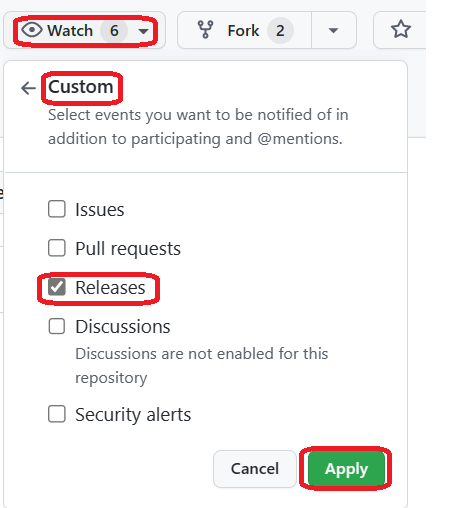 Watch 6
Fork 2
Custom
Select events you want to be notified of in
addition to participating and @mentions.
Issues
Pull requests
Releases
Discussions
Discussions are not enabled for this
repository
Security alerts
Cancel
Apply